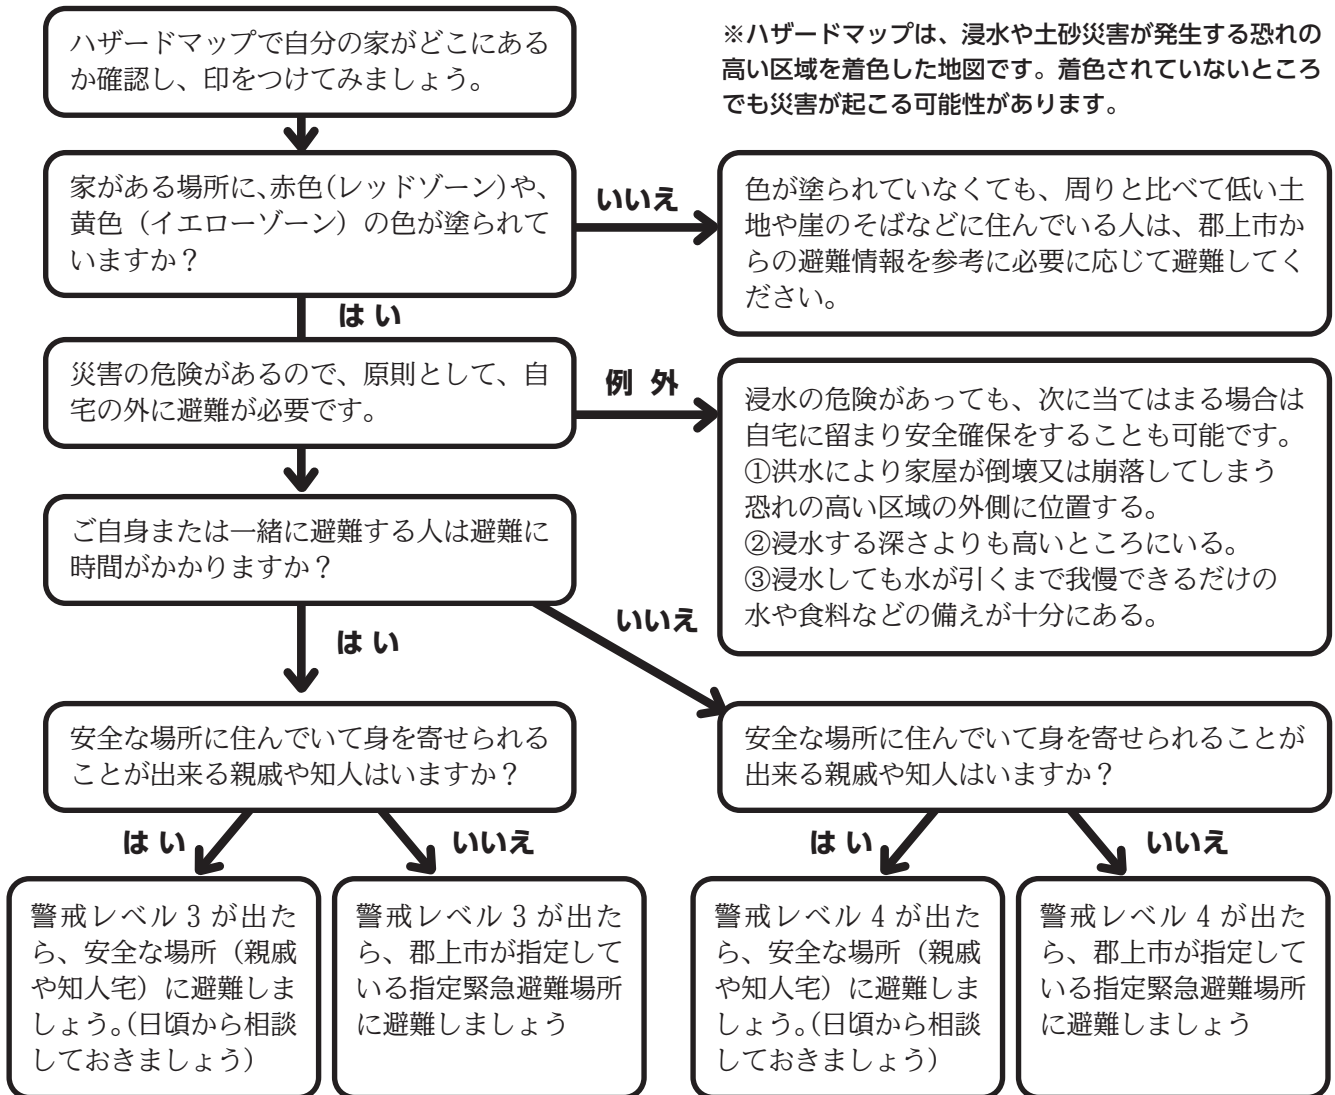 ハザードマップで自分の家がどこにある
か確認し、印をつけてみましょう。
※ハザードマップは、浸水や土砂災害が発生する恐れの
高い区域を着色した地図です。着色されていないところ
でも災害が起こる可能性があります。
家がある場所に、赤色(レッドゾーン)や、
黄色（イエローゾーン）の色が塗られて
いますか？
いいえ
色が塗られていなくても、周りと比べて低い土
地や崖のそばなどに住んでいる人は、郡上市か
らの避難情報を参考に必要に応じて避難してく
ださい。
は い
災害の危険があるので、原則として、自
宅の外に避難が必要です。
例 外
浸水の危険があっても、次に当てはまる場合は
自宅に留まり安全確保をすることも可能です。
①洪水により家屋が倒壊又は崩落してしまう
恐れの高い区域の外側に位置する。
②浸水する深さよりも高いところにいる。
③浸水しても水が引くまで我慢できるだけの
水や食料などの備えが十分にある。
ご自身または一緒に避難する人は避難に
時間がかかりますか？
は い
いいえ
安全な場所に住んでいて身を寄せられる
ことが出来る親戚や知人はいますか？
は い
いいえ
警戒レベル 3 が出た
ら、安全な場所（親戚
や知人宅）に避難しま
しょう。(日頃から相談
しておきましょう)
警戒レベル 3 が出た
ら、郡上市が指定して
いる指定緊急避難場所
に避難しましょう
安全な場所に住んでいて身を寄せられることが
出来る親戚や知人はいますか？
は い
いいえ
警戒レベル 4 が出た
ら、安全な場所（親戚
や知人宅）に避難しま
しょう。(日頃から相談
しておきましょう)
警戒レベル 4 が出た
ら、郡上市が指定して
いる指定緊急避難場所
に避難しましょう